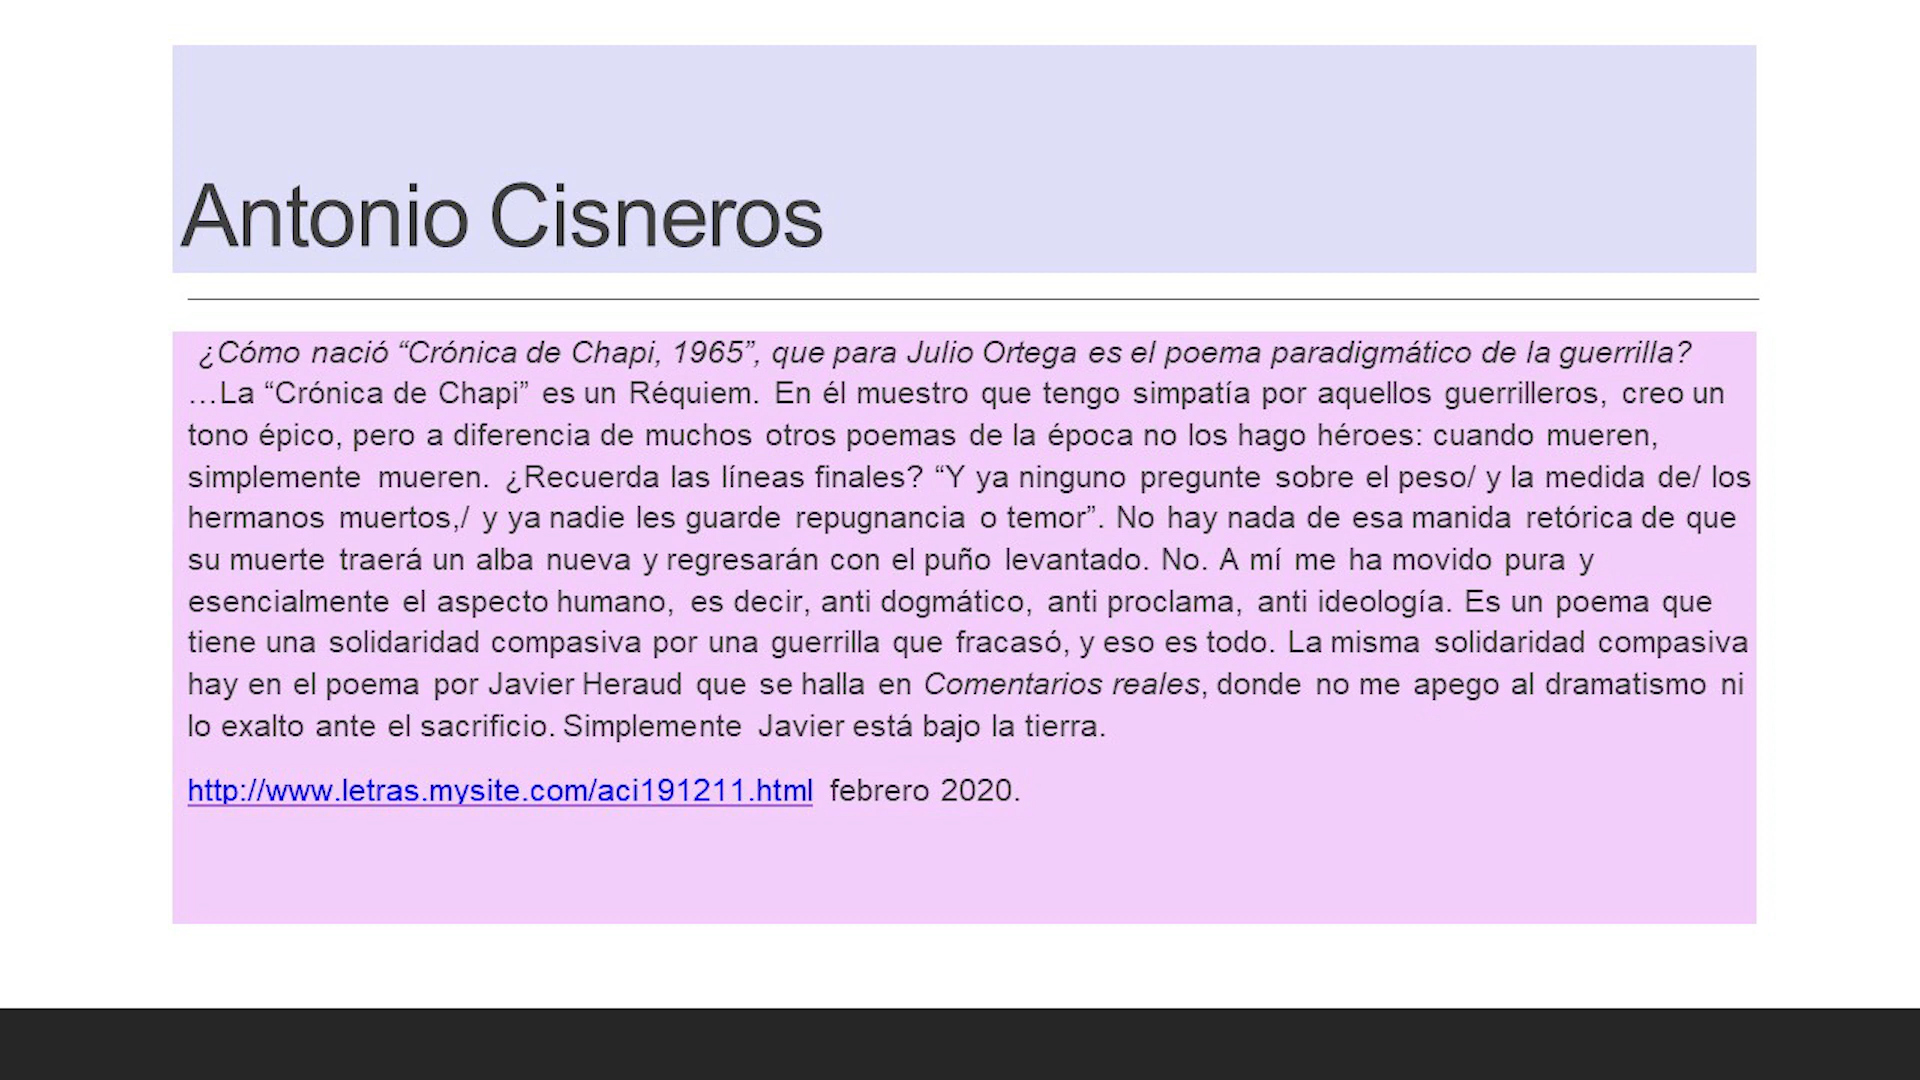 Antonio Cisneros
¿Cómo nació “Crónica de Chapi, 1965”, que para Julio Ortega es el poema paradigmático de la guerrilla?
…La “Crónica de Chapi” es un Réquiem. En él muestro que tengo simpatía por aquellos guerrilleros, creo un
tono épico, pero a diferencia de muchos otros poemas de la época no los hago héroes: cuando mueren,
simplemente mueren. ¿Recuerda las líneas finales? “Y ya ninguno pregunte sobre el peso/ y la medida de/ los
hermanos muertos,/ y ya nadie les guarde repugnancia o temor”. No hay nada de esa manida retórica de que
su muerte traerá un alba nueva y regresarán con el puño levantado. No. A mí me ha movido pura y
esencialmente el aspecto humano, es decir, anti dogmático, anti proclama, anti ideología. Es un poema que
tiene una solidaridad compasiva por una guerrilla que fracasó, y eso es todo. La misma solidaridad compasiva
hay en el poema por Javier Heraud que se halla en Comentarios reales, donde no me apego al dramatismo ni
lo exalto ante el sacrificio. Simplemente Javier está bajo la tierra.
http://www.letras.mysite.com/aci191211.html febrero 2020.